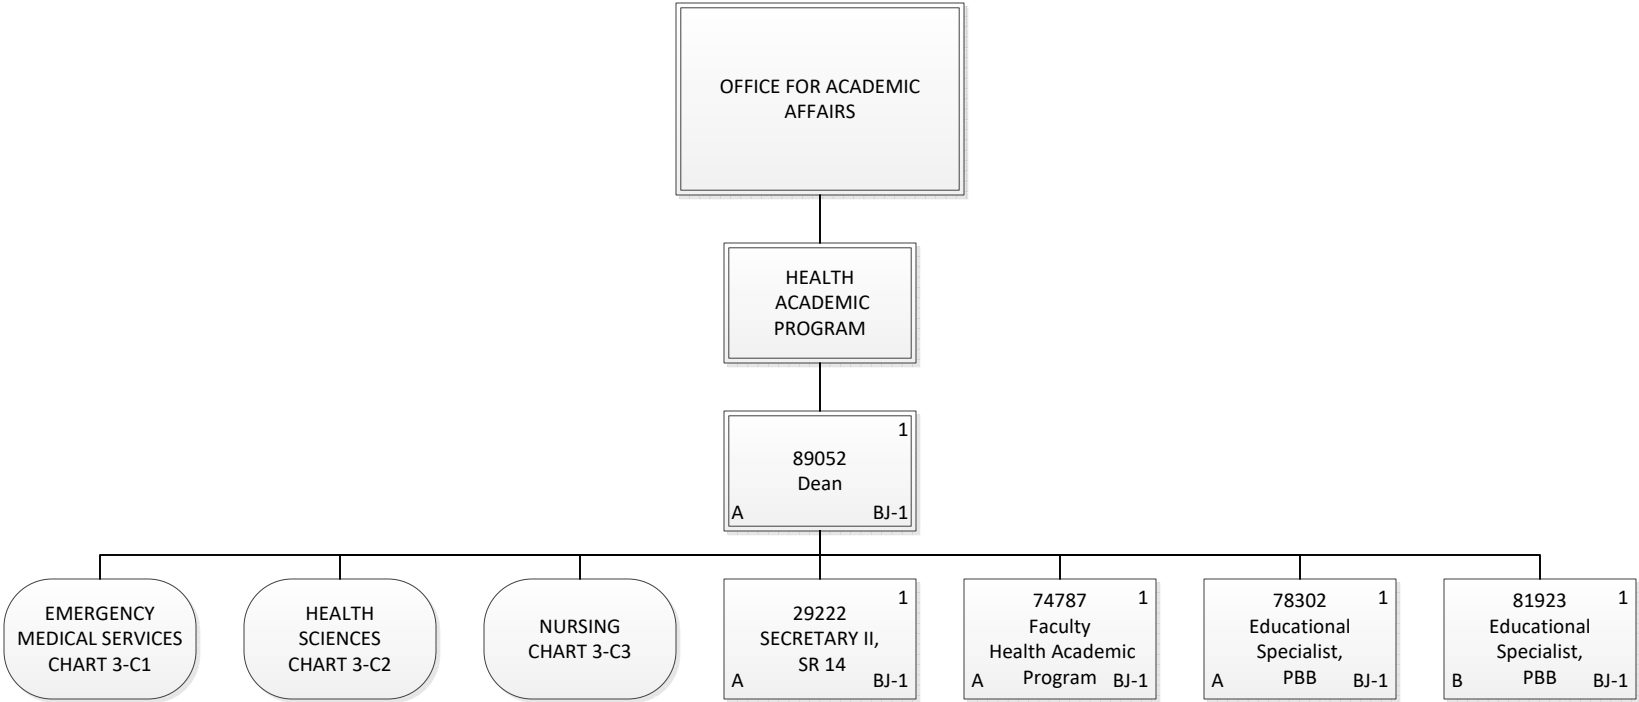 OFFICE FOR ACADEMIC
AFFAIRS
HEALTH
ACADEMIC
PROGRAM
1
89052
Dean
A BJ-1
EMERGENCY
MEDICAL SERVICES
CHART 3-C1
HEALTH
SCIENCES
CHART 3-C2
NURSING
CHART 3-C3
1
29222
SECRETARY II,
SR 14
A BJ-1
74787 1
Faculty
Health Academic
A Program BJ-1
78302 1
Educational
Specialist,
A PBB BJ-1
81923 1
Educational
Specialist,
B PBB BJ-1